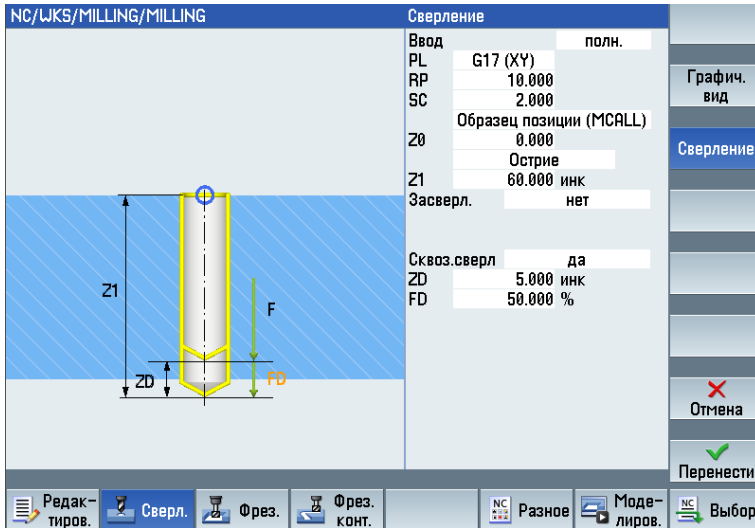 NC/WKS/MILLING/MILLING
Сверление
Ввод полн.
PL G17 (XY)
RP 10.000
SC 2.000
Образец позиции (MCALL)
Z0 0.000
Острие
Z1 60.000 инк
Засверл. нет
Сквоз.сверл да
ZD 5.000 инк
FD 50.000 %
Z1
F
ZD
FD
Графич.
вид
Сверление
Отмена
Перенести
Редак-
тиров.
Сверл.
Фрез.
Фрез.
конт.
NC
Разное
Моде-
лиров.
NC
Выбор